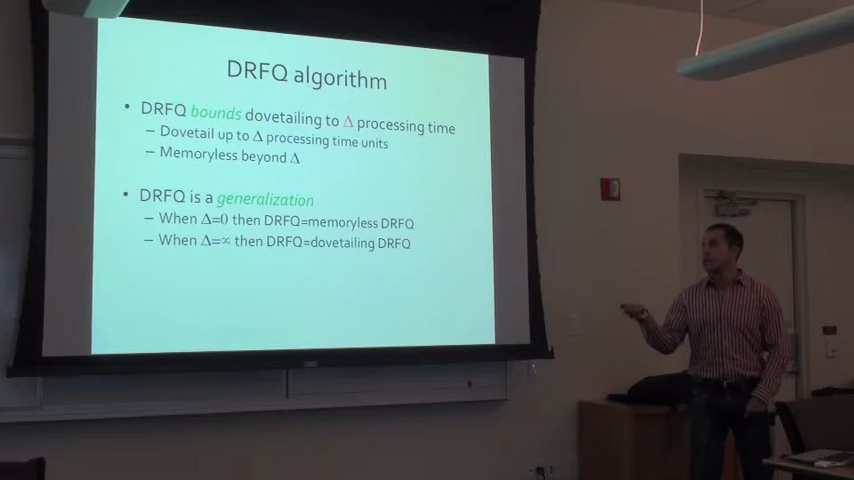 DRFQ algorithm
• DRFQ bounds dovetailing to Δ processing time
– Dovetail up to Δ processing time units
– Memoryless beyond Δ
• DRFQ is a generalization
– When Δ=0 then DRFQ=memoryless DRFQ
– When Δ=∞ then DRFQ=dovetailing DRFQ